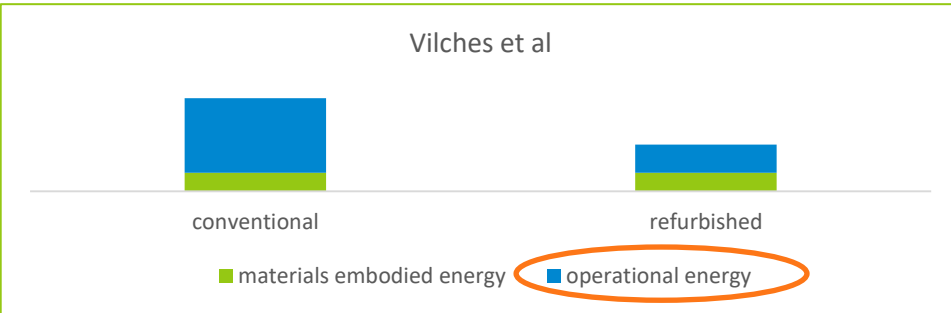 Vilches et al
conventional refurbished
materials embodied energy operational energy